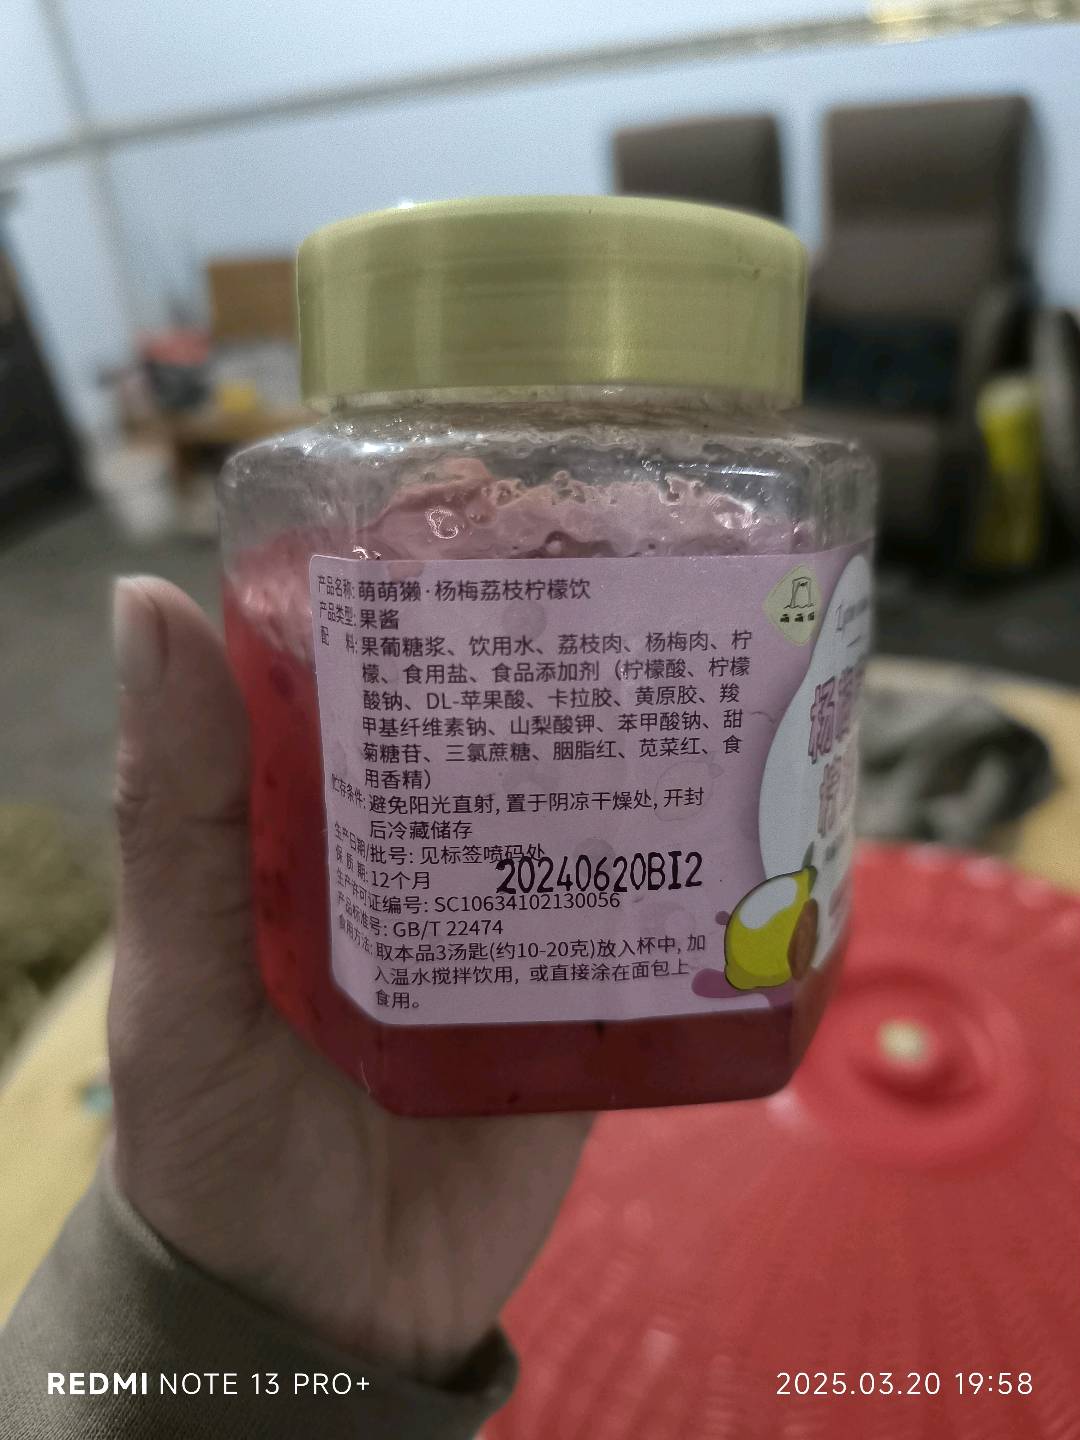 产品名称: 萌萌獭·杨梅荔枝柠檬饮
产品类型: 果酱
配 料: 果葡糖浆、饮用水、荔枝肉、杨梅肉、柠
檬、食用盐、食品添加剂（柠檬酸、柠檬
酸钠、DL-苹果酸、卡拉胶、黄原胶、羧
甲基纤维素钠、山梨酸钾、苯甲酸钠、甜
菊糖苷、三氯蔗糖、胭脂红、苋菜红、食
用香精）
贮存条件: 避免阳光直射, 置于阴凉干燥处, 开封
后冷藏储存
生产日期/批号: 见标签喷码处
20240620BI2
保 质 期: 12个月
生产许可证编号: SC10634102130056
产品标准号: GB/T 22474
食用方法: 取本品3汤匙(约10-20克)放入杯中, 加
入温水搅拌饮用, 或直接涂在面包上
食用。
杨梅
柠
REDMI NOTE 13 PRO+
2025.03.20 19:58